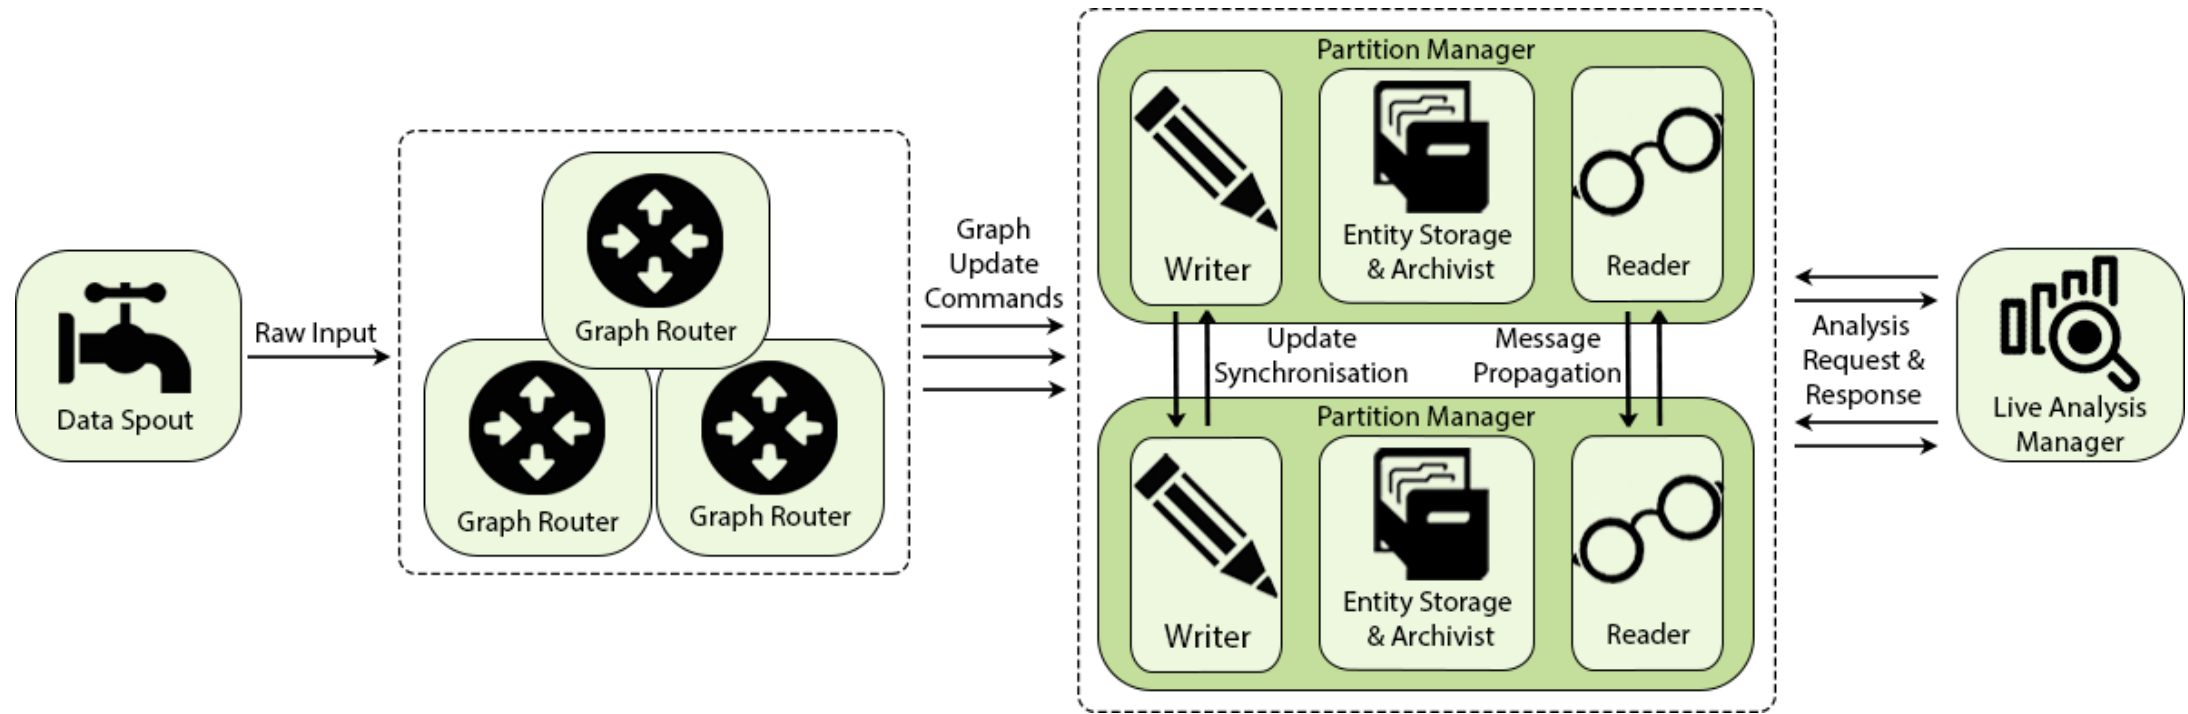 Data Spout
Raw Input
Graph Router
Graph Router
Graph Router
Graph
Update
Commands
Partition Manager
Writer
Entity Storage
& Archivist
Reader
Update
Synchronisation
Message
Propagation
Partition Manager
Writer
Entity Storage
& Archivist
Reader
Analysis
Request &
Response
Live Analysis
Manager